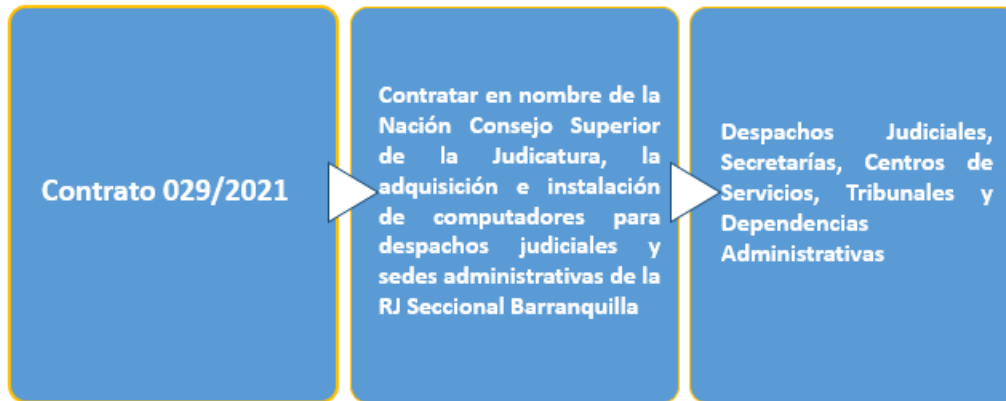 Contrato 029/2021
Contratar en nombre de la
Nación Consejo Superior
de la Judicatura, la
adquisición e instalación
de computadores para
despachos judiciales y
sedes administrativas de la
RJ Seccional Barranquilla
Despachos Judiciales,
Secretarías, Centros de
Servicios, Tribunales y
Dependencias
Administrativas